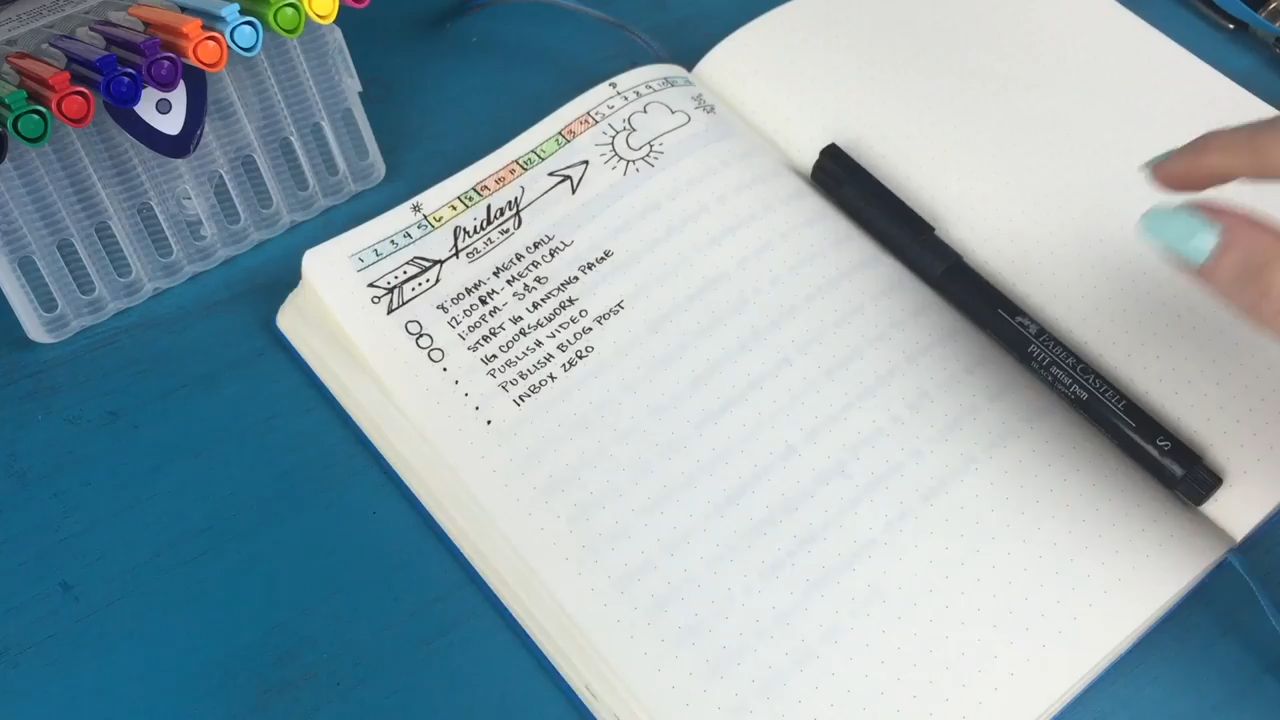 1 2 3 4 5 6 7 8 9 10 11 12 1 2 3 4 5 6 7 8 9 10
friday
02.12.16
8:00AM- META CALL
12:00PM- META CALL
1:00PM- S&B
START IG LANDING PAGE
IG COURSEWORK
PUBLISH VIDEO
PUBLISH BLOG POST
INBOX ZERO
FABER-CASTELL
PITT artist pen
S